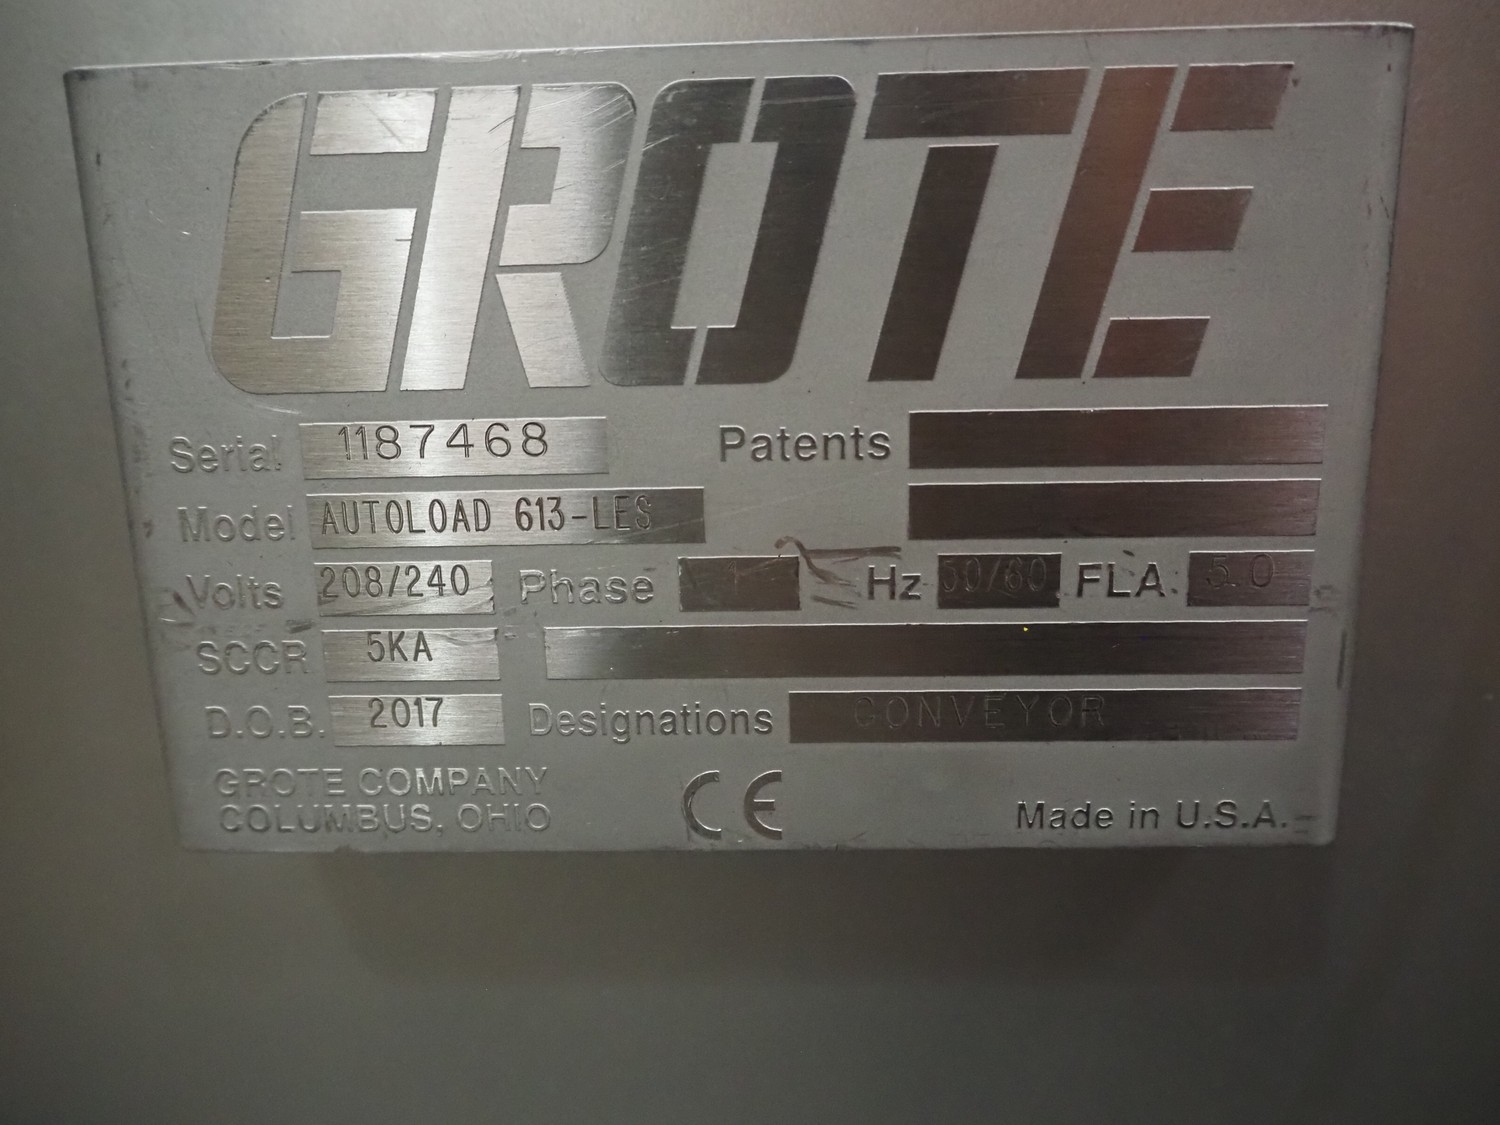 GROTE
Serial 1187468 Patents
Model AUTOLOAD 613-LES
Volts 208/240 Phase 1 Hz 50/60 FLA 5.0
SCCR 5KA
D.O.B. 2017 Designations CONVEYOR
GROTE COMPANY
COLUMBUS, OHIO CE Made in U.S.A.